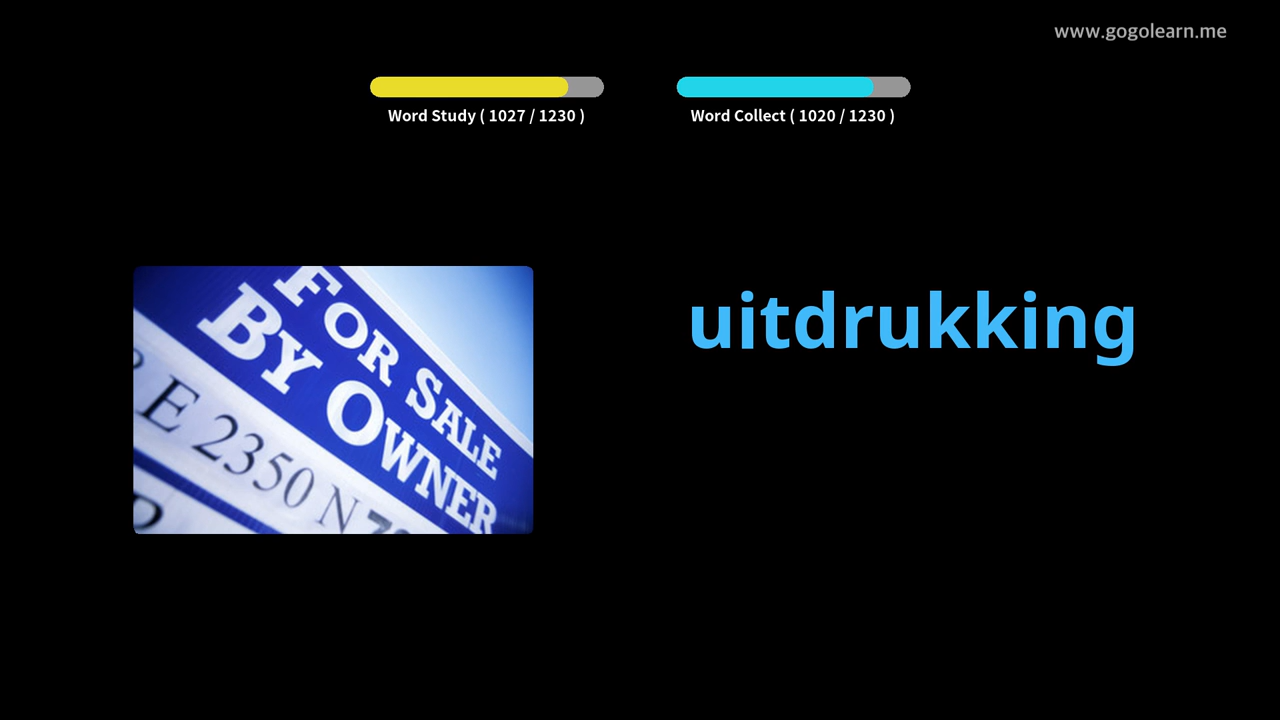 www.gogolearn.me
Word Study ( 1027 / 1230 )
Word Collect ( 1020 / 1230 )
FOR SALE
BY OWNER
E 2350 N
uitdrukking